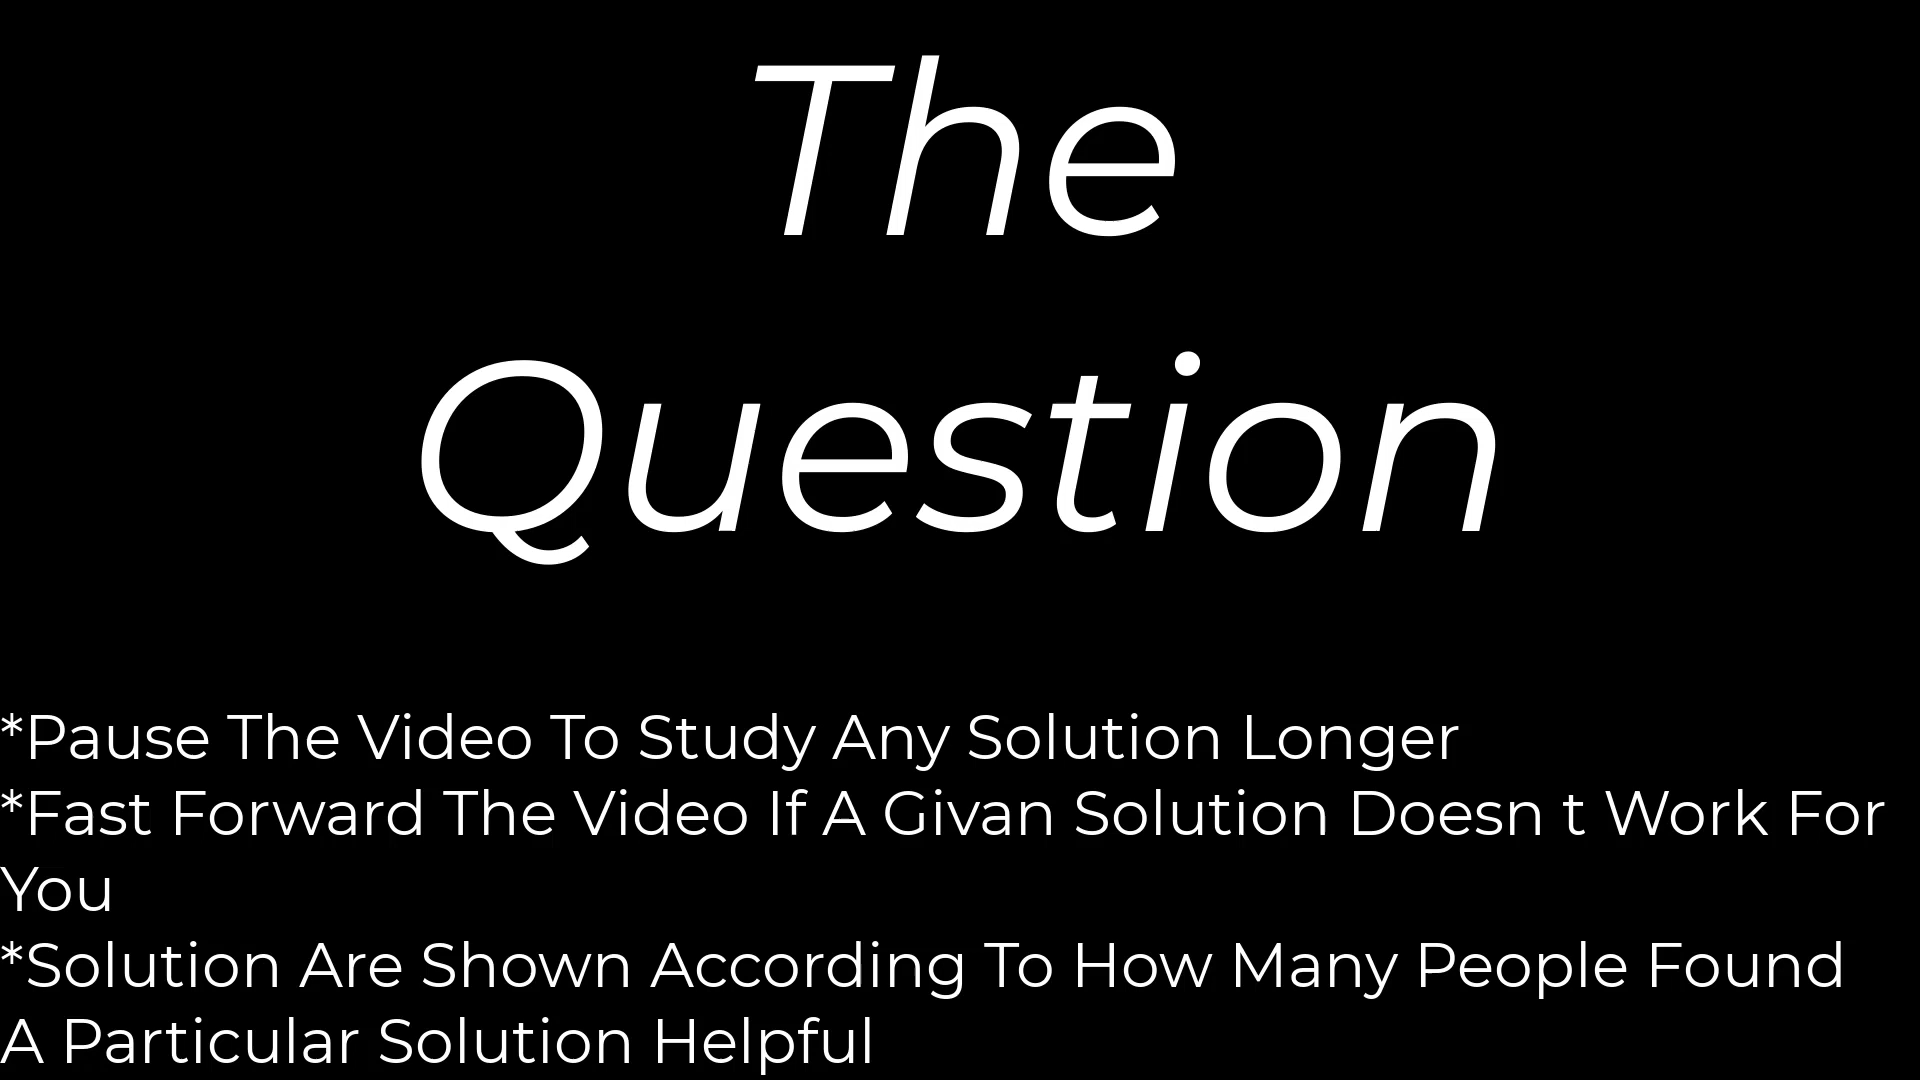 The
Question
*Pause The Video To Study Any Solution Longer
*Fast Forward The Video If A Givan Solution Doesn t Work For
You
*Solution Are Shown According To How Many People Found
A Particular Solution Helpful